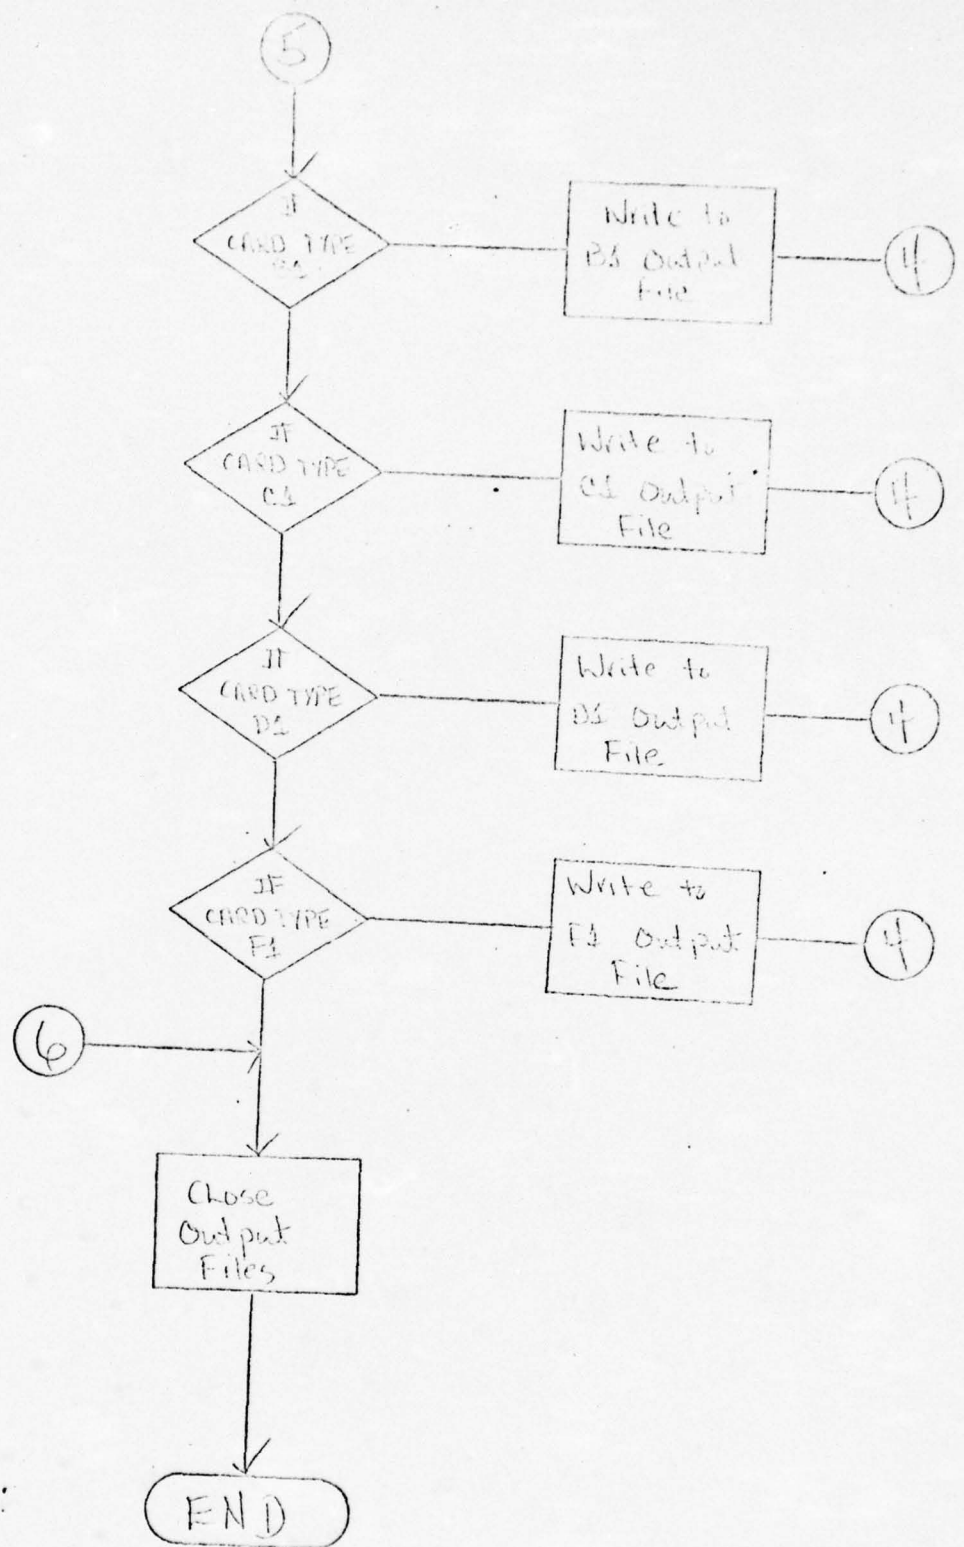 5
IF
CARD TYPE
B1
Write to
B1 Output
File
4
IF
CARD TYPE
C1
Write to
C1 Output
File
4
IF
CARD TYPE
D1
Write to
D1 Output
File
4
IF
CARD TYPE
F1
Write to
F1 Output
File
4
6
Close
Output
Files
END